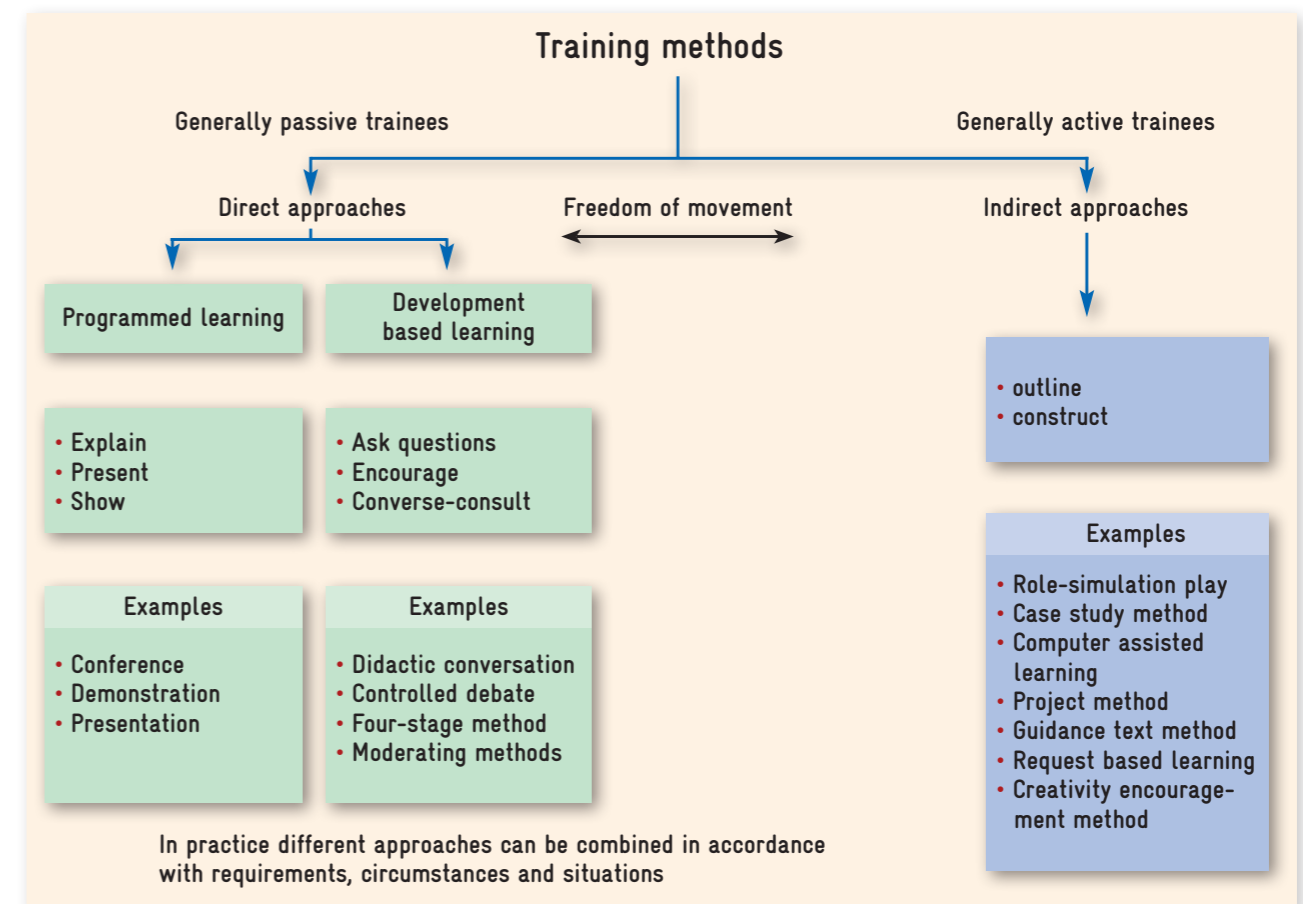 Training methods
Generally passive trainees
Generally active trainees
Direct approaches
Freedom of movement
Indirect approaches
Programmed learning
Development
based learning
• Explain
• Present
• Show
• Ask questions
• Encourage
• Converse-consult
• outline
• construct
Examples
• Conference
• Demonstration
• Presentation
Examples
• Didactic conversation
• Controlled debate
• Four-stage method
• Moderating methods
Examples
• Role-simulation play
• Case study method
• Computer assisted
learning
• Project method
• Guidance text method
• Request based learning
• Creativity encourage-
ment method
In practice different approaches can be combined in accordance
with requirements, circumstances and situations